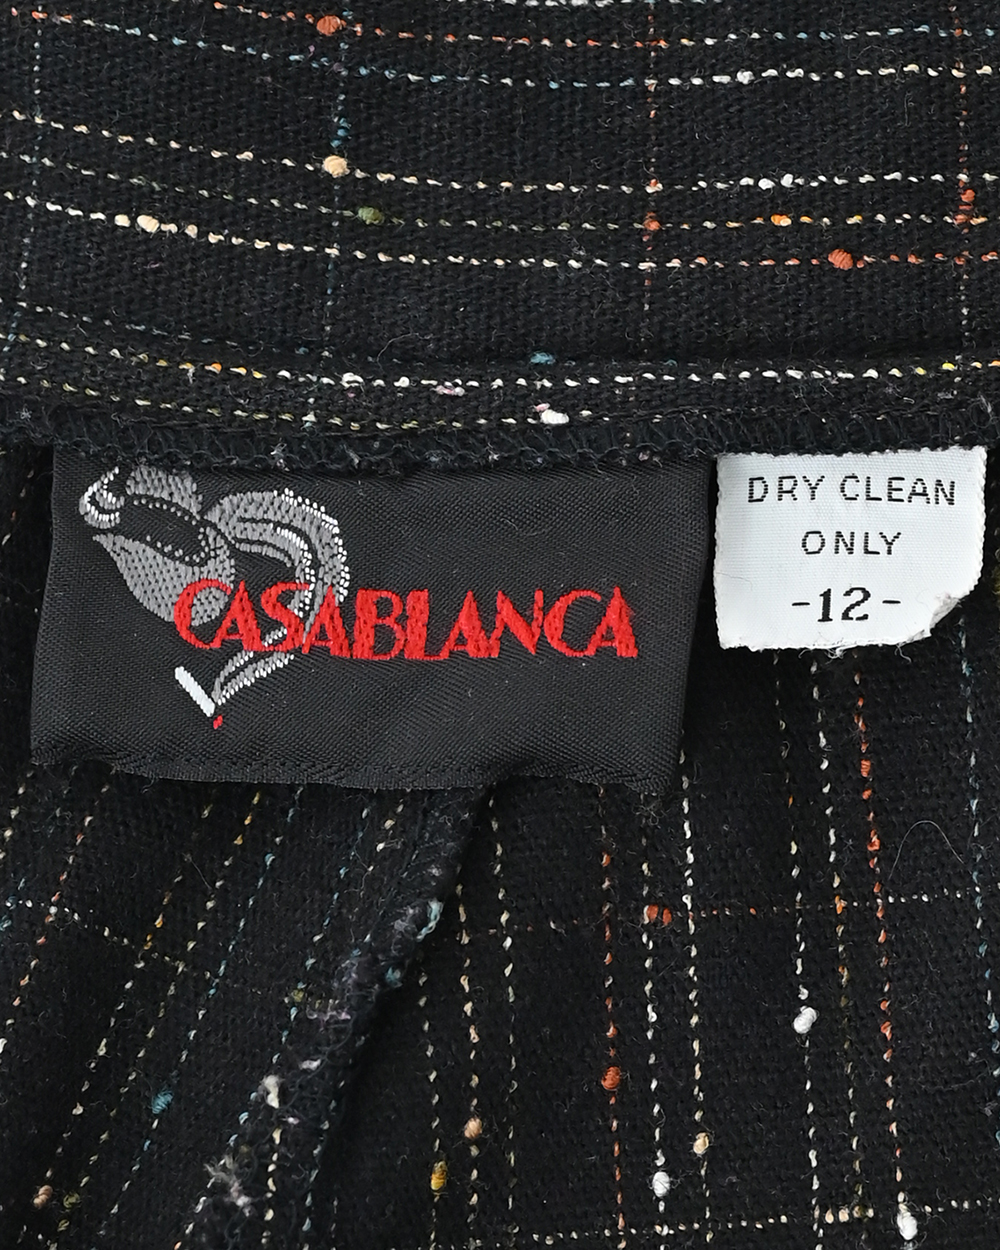 CASABLANCA
DRY CLEAN
ONLY
-12-